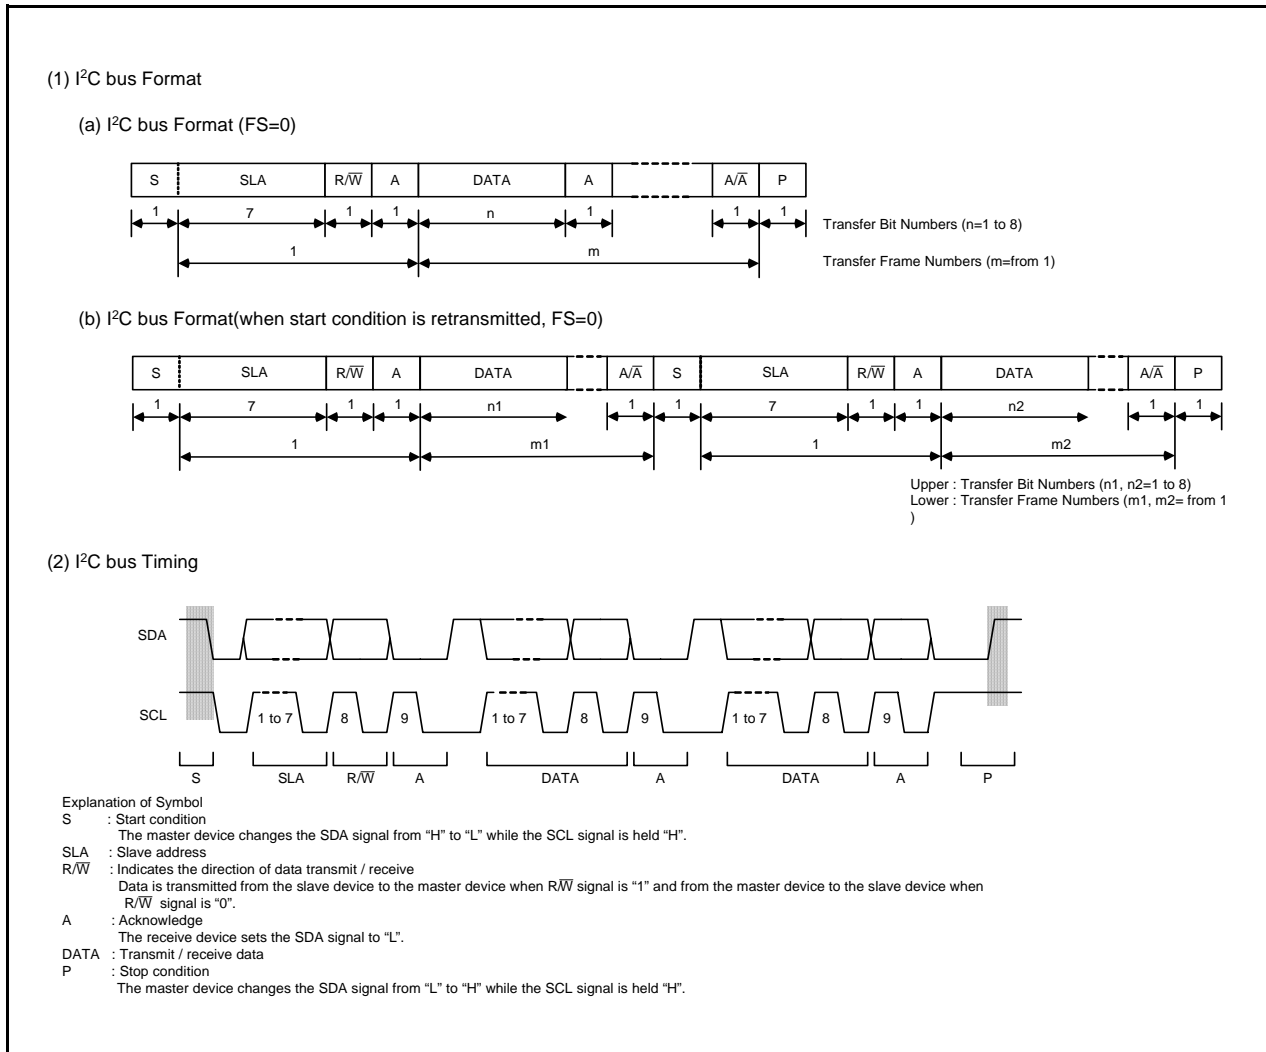 (1) I²C bus Format
(a) I²C bus Format (FS=0)
S SLA R/W̅ A DATA A A/A̅ P
1 7 1 1 n 1 1 1
Transfer Bit Numbers (n=1 to 8)
1 m
Transfer Frame Numbers (m=from 1)
(b) I²C bus Format(when start condition is retransmitted, FS=0)
S SLA R/W̅ A DATA A/A̅ S SLA R/W̅ A DATA A/A̅ P
1 7 1 1 n1 1 1 7 1 1 n2 1 1
1 m1 1 m2
Upper : Transfer Bit Numbers (n1, n2=1 to 8)
Lower : Transfer Frame Numbers (m1, m2= from 1
)
(2) I²C bus Timing
SDA
SCL
1 to 7 8 9 1 to 7 8 9 1 to 7 8 9
S SLA R/W̅ A DATA A DATA A P
Explanation of Symbol
S : Start condition
The master device changes the SDA signal from “H” to “L” while the SCL signal is held “H”.
SLA : Slave address
R/W̅ : Indicates the direction of data transmit / receive
Data is transmitted from the slave device to the master device when R/W̅ signal is “1” and from the master device to the slave device when
R/W̅ signal is “0”.
A : Acknowledge
The receive device sets the SDA signal to “L”.
DATA : Transmit / receive data
P : Stop condition
The master device changes the SDA signal from “L” to “H” while the SCL signal is held “H”.